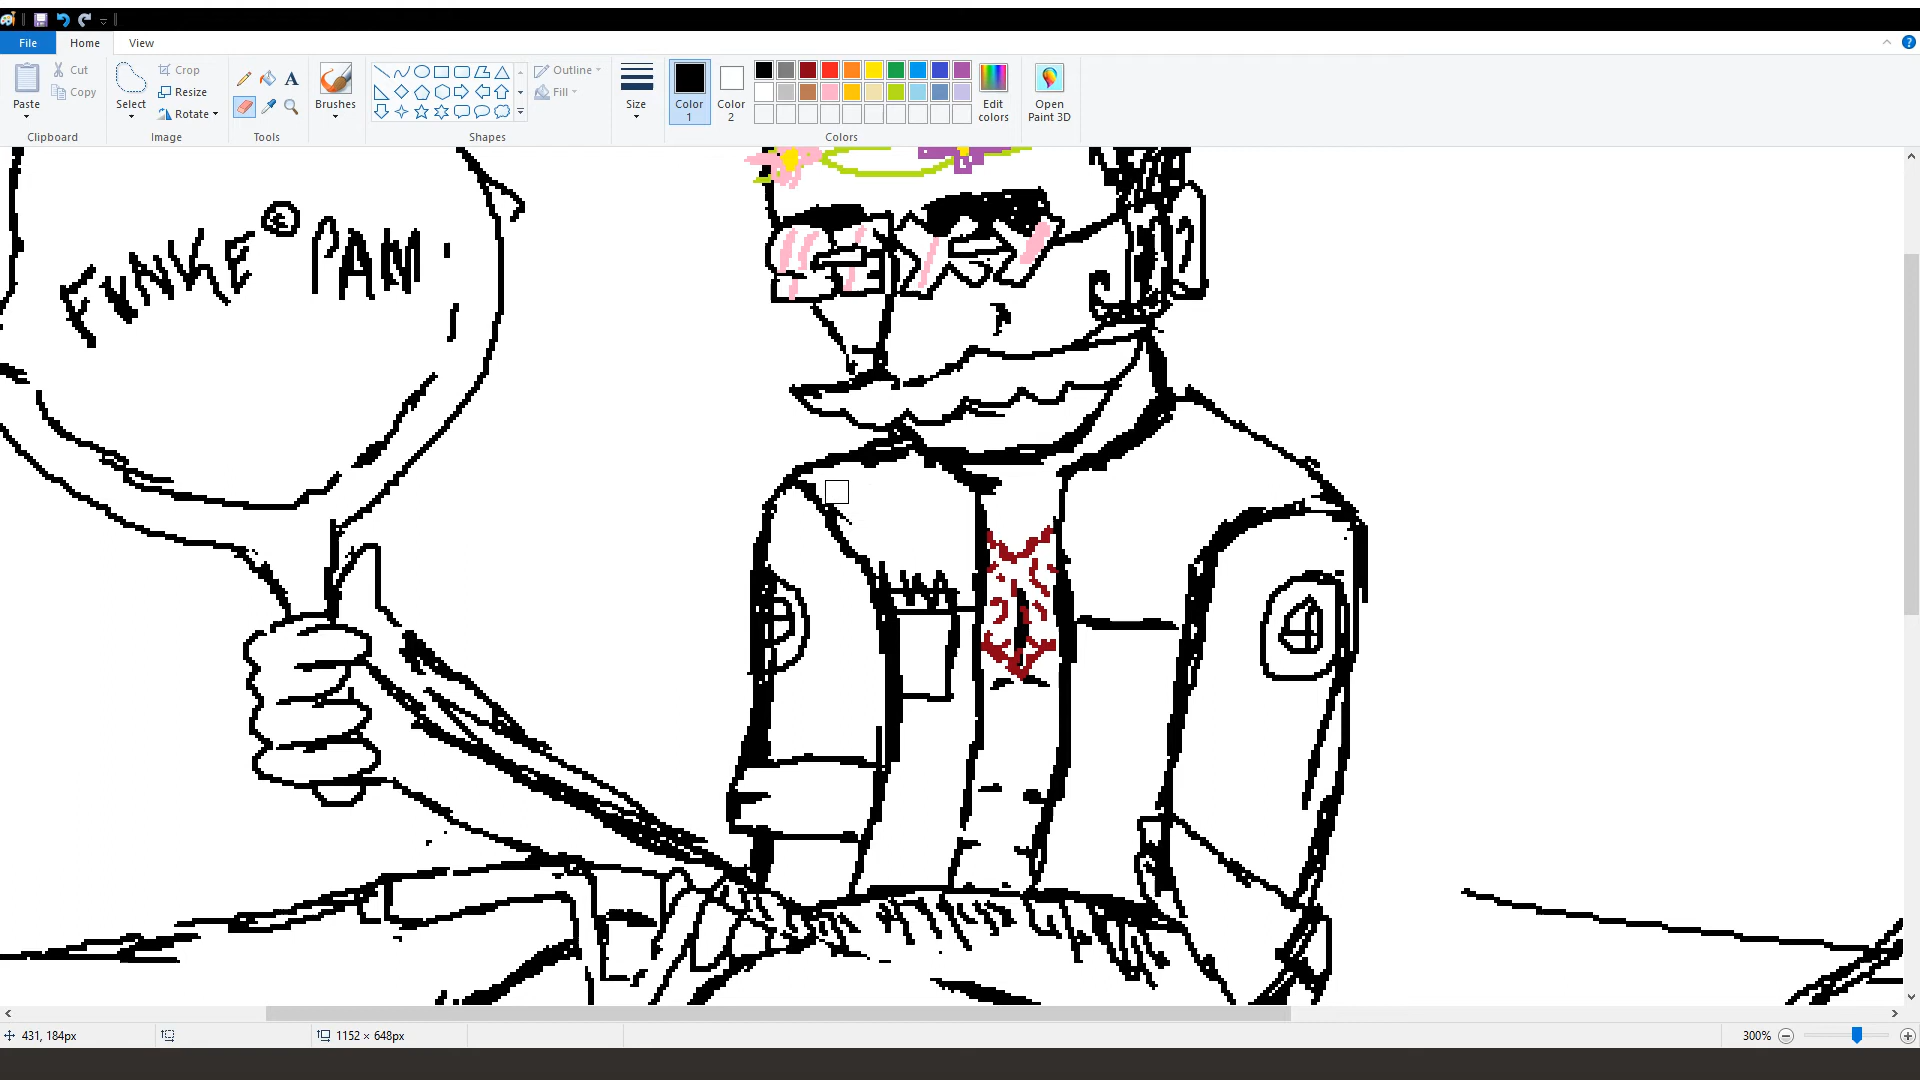 File Home View
Paste Cut Copy Clipboard
Select Crop Resize Rotate Image
A Tools
Brushes
Outline Fill Shapes
Size
Color 1 Color 2 Edit colors Colors
Open Paint 3D
FUNKE © PAM
431, 184px 1152 × 648px 300%